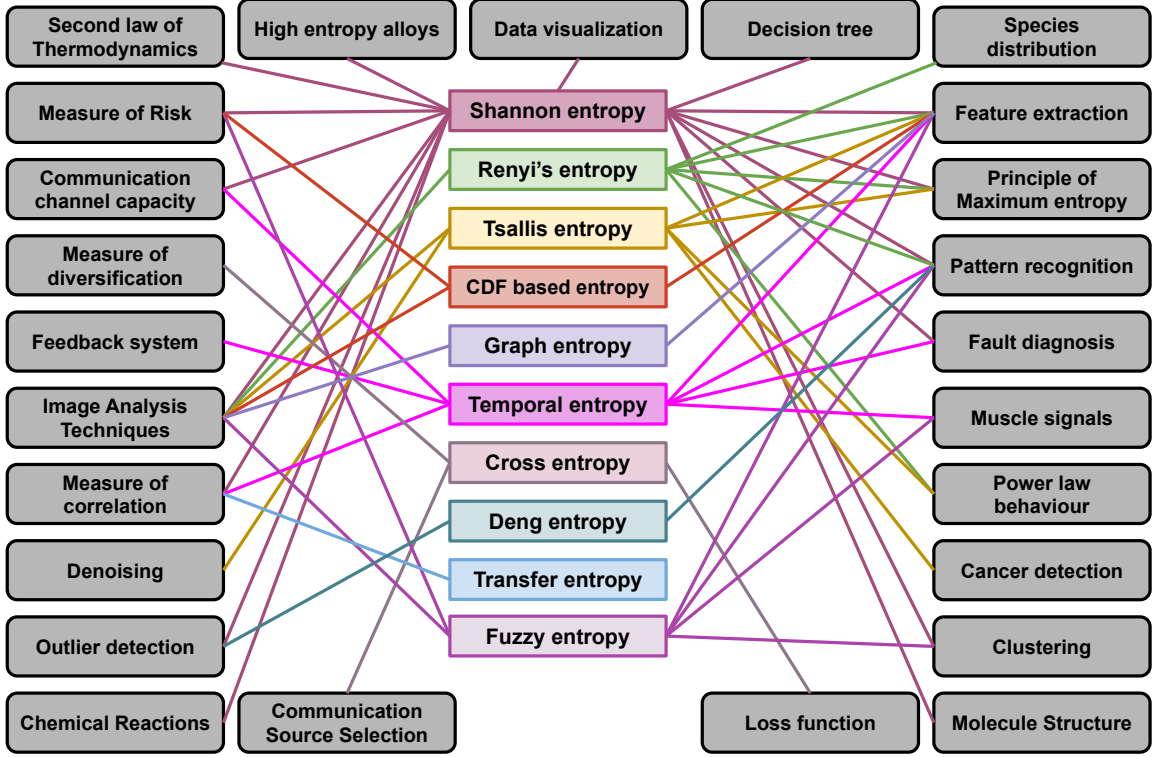 Second law of
Thermodynamics
High entropy alloys
Data visualization
Decision tree
Species
distribution
Measure of Risk
Shannon entropy
Feature extraction
Communication
channel capacity
Renyi's entropy
Principle of
Maximum entropy
Tsallis entropy
Measure of
diversification
CDF based entropy
Pattern recognition
Feedback system
Graph entropy
Fault diagnosis
Image Analysis
Techniques
Temporal entropy
Muscle signals
Measure of
correlation
Cross entropy
Power law
behaviour
Deng entropy
Denoising
Transfer entropy
Cancer detection
Outlier detection
Fuzzy entropy
Clustering
Chemical Reactions
Communication
Source Selection
Loss function
Molecule Structure